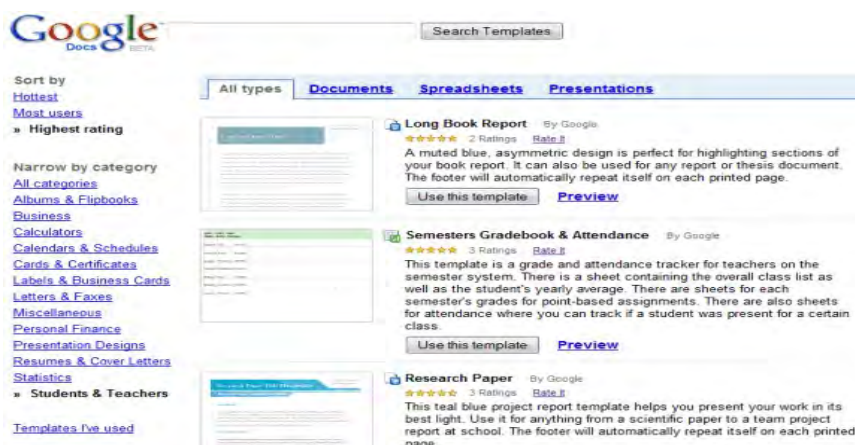 Google
Docs BETA
Search Templates
Sort by
Hottest
Most users
» Highest rating
Narrow by category
All categories
Albums & Flipbooks
Business
Calculators
Calendars & Schedules
Cards & Certificates
Labels & Business Cards
Letters & Faxes
Miscellaneous
Personal Finance
Presentation Designs
Resumes & Cover Letters
Statistics
» Students & Teachers
Templates I've used
All types Documents Spreadsheets Presentations
Long Book Report By Google
2 Ratings Rate It
A muted blue, asymmetric design is perfect for highlighting sections of
your book report. It can also be used for any report or thesis document.
The footer will automatically repeat itself on each printed page.
Use this template Preview
Semesters Gradebook & Attendance By Google
3 Ratings Rate It
This template is a grade and attendance tracker for teachers on the
semester system. There is a sheet containing the overall class list as
well as the student's yearly average. There are sheets for each
semester's grades for point-based assignments. There are also sheets
for attendance where you can track if a student was present for a certain
class.
Use this template Preview
Research Paper By Google
3 Ratings Rate It
This teal blue project report template helps you present your work in its
best light. Use it for anything from a scientific paper to a team project
report at school. The footer will automatically repeat itself on each printed
page.